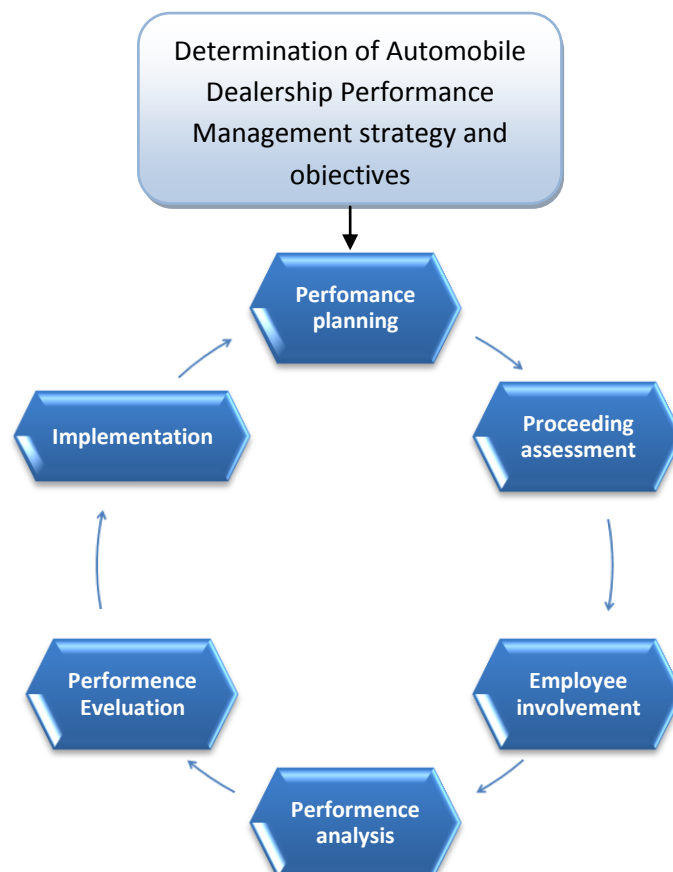 Determination of Automobile
Dealership Performance
Management strategy and
objectives
Perfomance
planning
Proceeding
assessment
Employee
involvement
Performence
analysis
Performence
Eveluation
Implementation